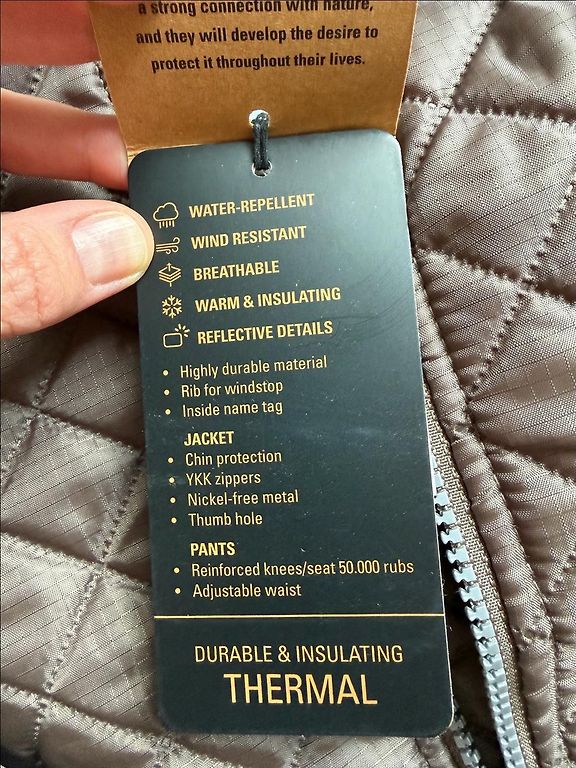 a strong connection with nature,
and they will develop the desire to
protect it throughout their lives.
WATER-REPELLENT
WIND RESISTANT
BREATHABLE
WARM & INSULATING
REFLECTIVE DETAILS
• Highly durable material
• Rib for windstop
• Inside name tag
JACKET
• Chin protection
• YKK zippers
• Nickel-free metal
• Thumb hole
PANTS
• Reinforced knees/seat 50.000 rubs
• Adjustable waist
DURABLE & INSULATING
THERMAL